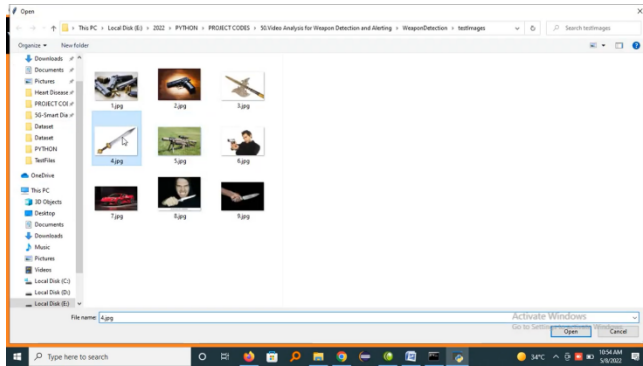 Open
This PC > Local Disk (E:) > 2022 > PYTHON > PROJECT CODES > 50.Video Analysis for Weapon Detection and Alerting > WeaponDetection > testImages
Search testImages
Organize
New folder
Downloads
Documents
Pictures
Heart Disease
PROJECT COI
5G-Smart Dia
Dataset
Dataset
PYTHON
TestFiles
OneDrive
This PC
3D Objects
Desktop
Documents
Downloads
Music
Pictures
Videos
Local Disk (C:)
Local Disk (D:)
Local Disk (E:)
1.jpg
2.jpg
3.jpg
4.jpg
5.jpg
6.jpg
7.jpg
8.jpg
9.jpg
File name:
4.jpg
Activate Windows
Open
Cancel
Type here to search
34°C
10:54 AM
5/8/2022